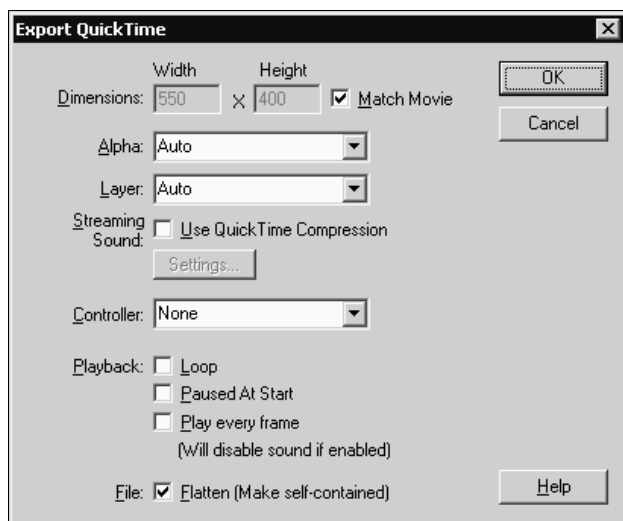 Export QuickTime
Width Height
Dimensions: 550 X 400 Match Movie
OK
Cancel
Alpha: Auto
Layer: Auto
Streaming Sound: Use QuickTime Compression
Settings...
Controller: None
Playback: Loop
Paused At Start
Play every frame
(Will disable sound if enabled)
File: Flatten (Make self-contained)
Help